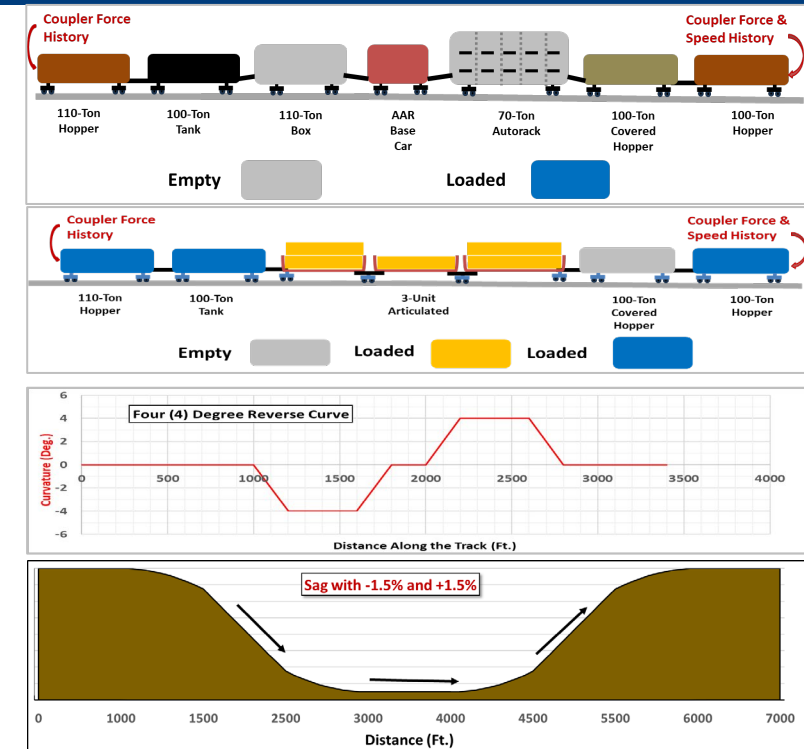 Coupler Force
History
Coupler Force &
Speed History
110-Ton
Hopper
100-Ton
Tank
110-Ton
Box
AAR
Base
Car
70-Ton
Autorack
100-Ton
Covered
Hopper
100-Ton
Hopper
Empty
Loaded
Coupler Force
History
Coupler Force &
Speed History
110-Ton
Hopper
100-Ton
Tank
3-Unit
Articulated
100-Ton
Covered
Hopper
100-Ton
Hopper
Empty
Loaded
Loaded
Four (4) Degree Reverse Curve
Curvature (Deg.)
6
4
2
0
-2
-4
-6
0 500 1000 1500 2000 2500 3000 3500 4000
Distance Along the Track (Ft.)
Sag with -1.5% and +1.5%
0 1000 1500 2500 3000 4000 4500 5500 6000 7000
Distance (Ft.)